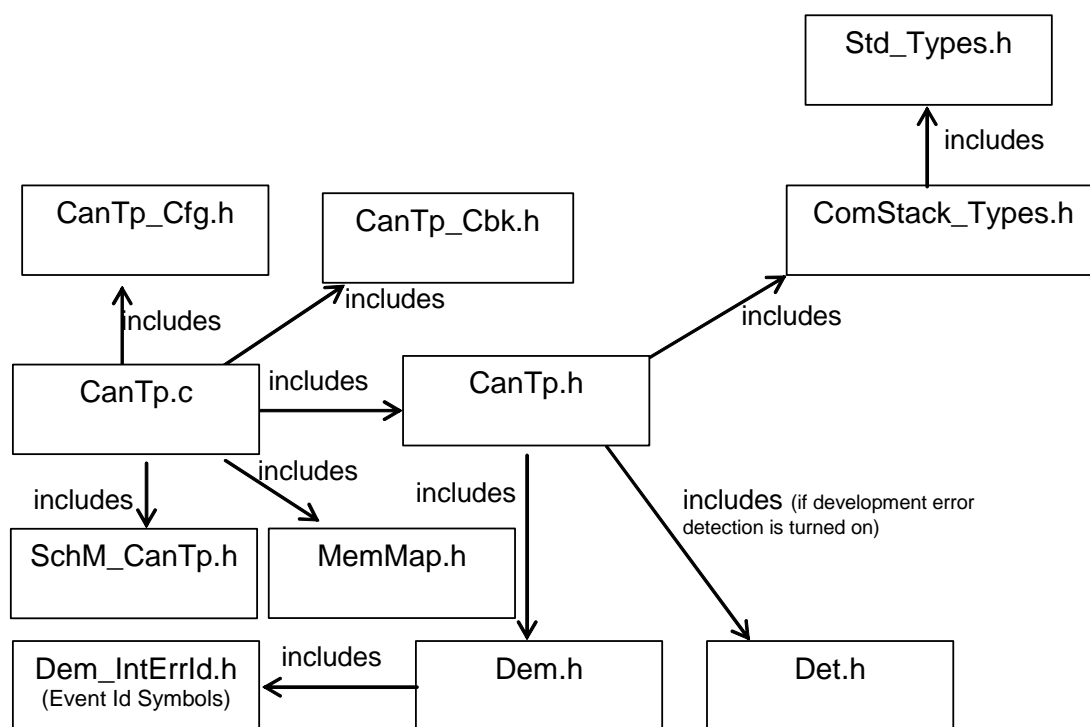 Std_Types.h
includes
CanTp_Cfg.h
CanTp_Cbk.h
ComStack_Types.h
includes
includes
includes
CanTp.c
includes
CanTp.h
includes
includes
includes
includes (if development error
detection is turned on)
SchM_CanTp.h
MemMap.h
Dem_IntErrId.h
(Event Id Symbols)
includes
Dem.h
Det.h